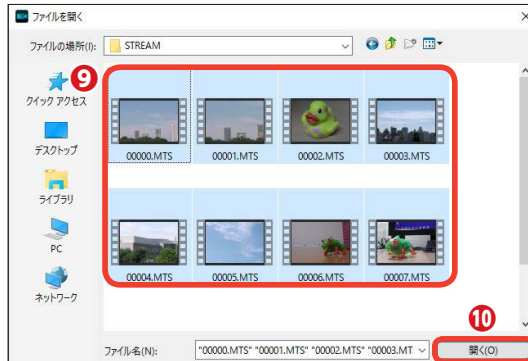 ファイルを開く
ファイルの場所(I):
STREAM
❾
クイック アクセス
デスクトップ
ライブラリ
PC
ネットワーク
00000.MTS
00001.MTS
00002.MTS
00003.MTS
00004.MTS
00005.MTS
00006.MTS
00007.MTS
❿
ファイル名(N):
"00000.MTS" "00001.MTS" "00002.MTS" "00003.MT
開く(O)